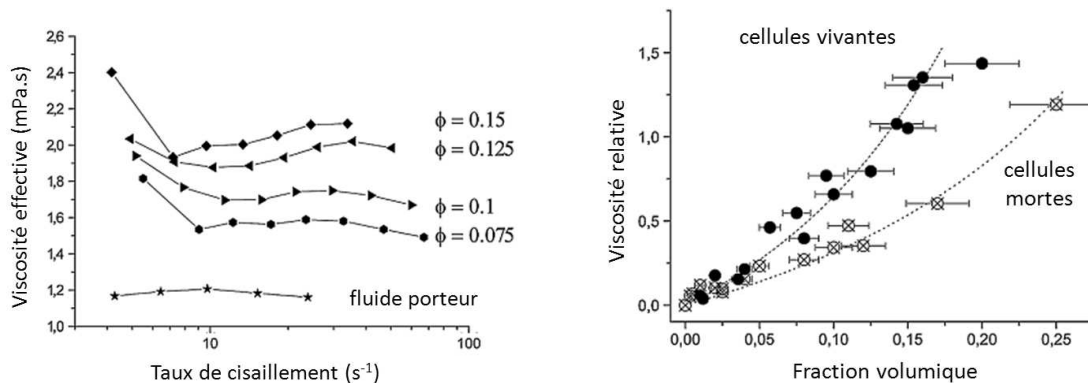 Viscosité effective (mPa.s)
2,6
2,4
2,2
2,0
1,8
1,6
1,4
1,2
1,0
ϕ = 0.15
ϕ = 0.125
ϕ = 0.1
ϕ = 0.075
fluide porteur
10
100
Taux de cisaillement (s⁻¹)
Viscosité relative
1,5
1,0
0,5
0,0
cellules vivantes
cellules
mortes
0,00 0,05 0,10 0,15 0,20 0,25
Fraction volumique